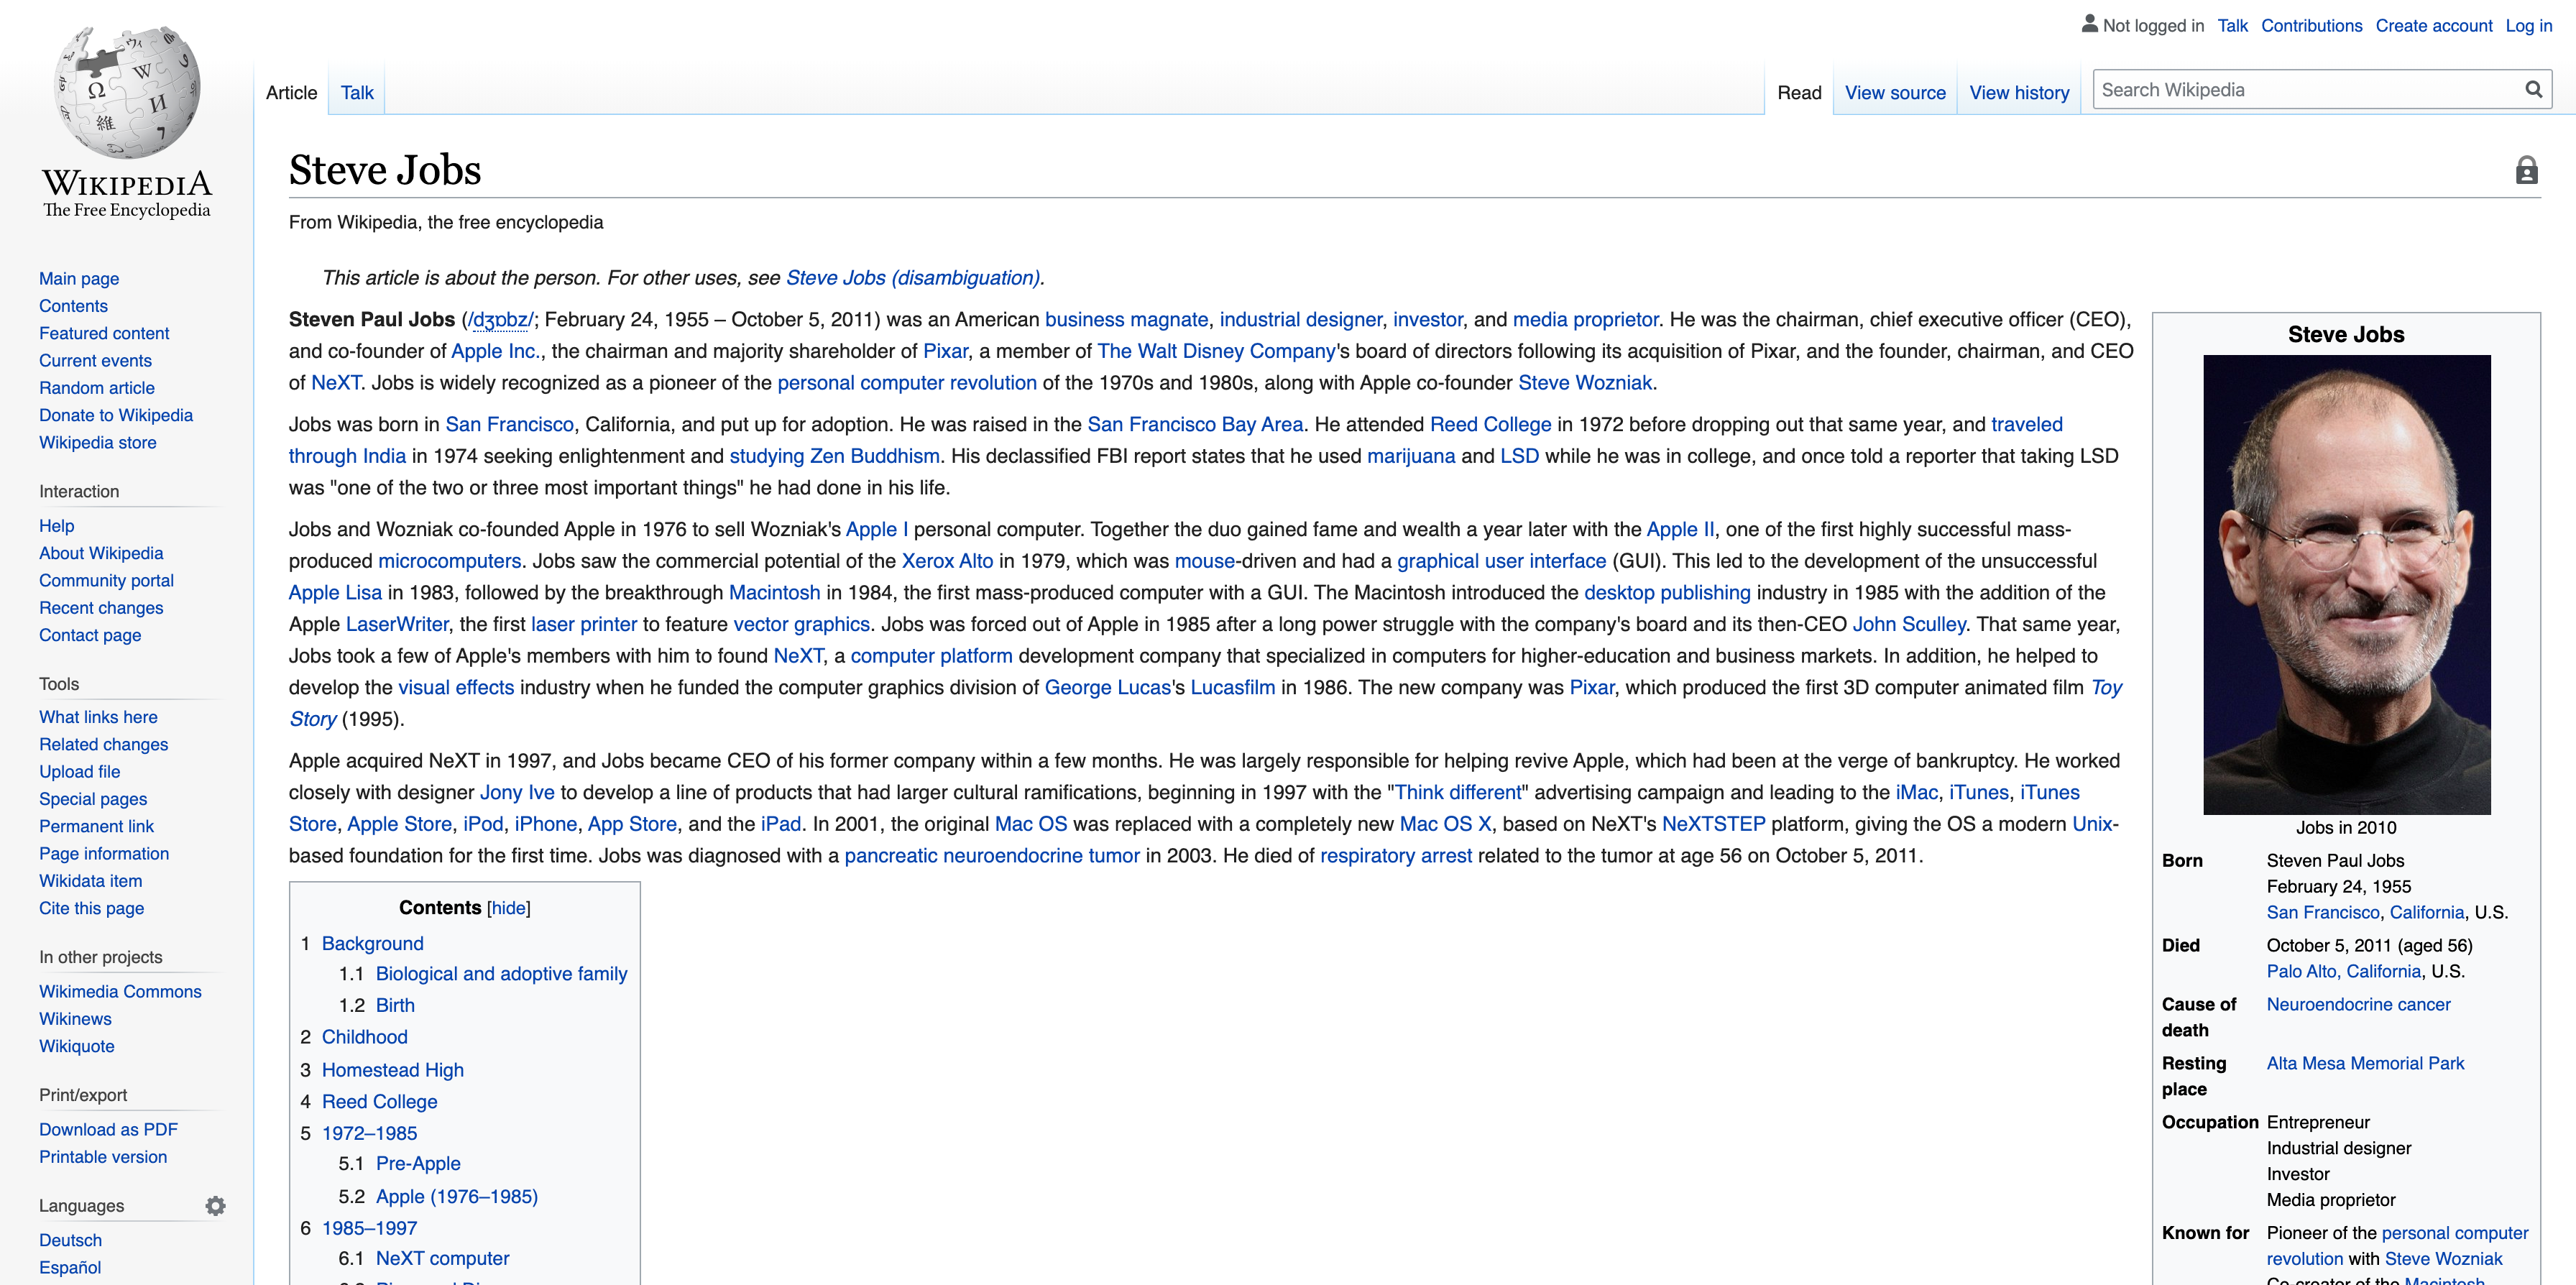 Not logged in Talk Contributions Create account Log in
Article Talk Read View source View history Search Wikipedia
WIKIPEDIA
The Free Encyclopedia
Main page
Contents
Featured content
Current events
Random article
Donate to Wikipedia
Wikipedia store
Interaction
Help
About Wikipedia
Community portal
Recent changes
Contact page
Tools
What links here
Related changes
Upload file
Special pages
Permanent link
Page information
Wikidata item
Cite this page
In other projects
Wikimedia Commons
Wikinews
Wikiquote
Print/export
Download as PDF
Printable version
Languages
Deutsch
Español
Steve Jobs
From Wikipedia, the free encyclopedia
This article is about the person. For other uses, see Steve Jobs (disambiguation).
Steven Paul Jobs (/dʒɒbz/; February 24, 1955 – October 5, 2011) was an American business magnate, industrial designer, investor, and media proprietor. He was the chairman, chief executive officer (CEO),
and co-founder of Apple Inc., the chairman and majority shareholder of Pixar, a member of The Walt Disney Company's board of directors following its acquisition of Pixar, and the founder, chairman, and CEO
of NeXT. Jobs is widely recognized as a pioneer of the personal computer revolution of the 1970s and 1980s, along with Apple co-founder Steve Wozniak.
Jobs was born in San Francisco, California, and put up for adoption. He was raised in the San Francisco Bay Area. He attended Reed College in 1972 before dropping out that same year, and traveled
through India in 1974 seeking enlightenment and studying Zen Buddhism. His declassified FBI report states that he used marijuana and LSD while he was in college, and once told a reporter that taking LSD
was "one of the two or three most important things" he had done in his life.
Jobs and Wozniak co-founded Apple in 1976 to sell Wozniak's Apple I personal computer. Together the duo gained fame and wealth a year later with the Apple II, one of the first highly successful mass-
produced microcomputers. Jobs saw the commercial potential of the Xerox Alto in 1979, which was mouse-driven and had a graphical user interface (GUI). This led to the development of the unsuccessful
Apple Lisa in 1983, followed by the breakthrough Macintosh in 1984, the first mass-produced computer with a GUI. The Macintosh introduced the desktop publishing industry in 1985 with the addition of the
Apple LaserWriter, the first laser printer to feature vector graphics. Jobs was forced out of Apple in 1985 after a long power struggle with the company's board and its then-CEO John Sculley. That same year,
Jobs took a few of Apple's members with him to found NeXT, a computer platform development company that specialized in computers for higher-education and business markets. In addition, he helped to
develop the visual effects industry when he funded the computer graphics division of George Lucas's Lucasfilm in 1986. The new company was Pixar, which produced the first 3D computer animated film Toy
Story (1995).
Apple acquired NeXT in 1997, and Jobs became CEO of his former company within a few months. He was largely responsible for helping revive Apple, which had been at the verge of bankruptcy. He worked
closely with designer Jony Ive to develop a line of products that had larger cultural ramifications, beginning in 1997 with the "Think different" advertising campaign and leading to the iMac, iTunes, iTunes
Store, Apple Store, iPod, iPhone, App Store, and the iPad. In 2001, the original Mac OS was replaced with a completely new Mac OS X, based on NeXT's NeXTSTEP platform, giving the OS a modern Unix-
based foundation for the first time. Jobs was diagnosed with a pancreatic neuroendocrine tumor in 2003. He died of respiratory arrest related to the tumor at age 56 on October 5, 2011.
Contents [hide]
1 Background
1.1 Biological and adoptive family
1.2 Birth
2 Childhood
3 Homestead High
4 Reed College
5 1972–1985
5.1 Pre-Apple
5.2 Apple (1976–1985)
6 1985–1997
6.1 NeXT computer
Steve Jobs
Jobs in 2010
Born Steven Paul Jobs
February 24, 1955
San Francisco, California, U.S.
Died October 5, 2011 (aged 56)
Palo Alto, California, U.S.
Cause of death Neuroendocrine cancer
Resting place Alta Mesa Memorial Park
Occupation Entrepreneur
Industrial designer
Investor
Media proprietor
Known for Pioneer of the personal computer
revolution with Steve Wozniak
Co-creator of the Macintosh